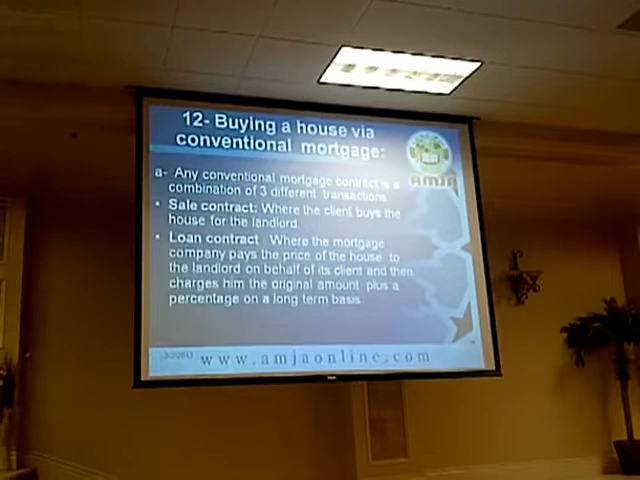 12- Buying a house via
conventional mortgage:
AMJA
a- Any conventional mortgage contract is a
combination of 3 different transactions
• Sale contract: Where the client buys the
house for the landlord
• Loan contract Where the mortgage
company pays the price of the house to
the landlord on behalf of its client and then
charges him the original amount plus a
percentage on a long term basis.
www.amjaonline.com